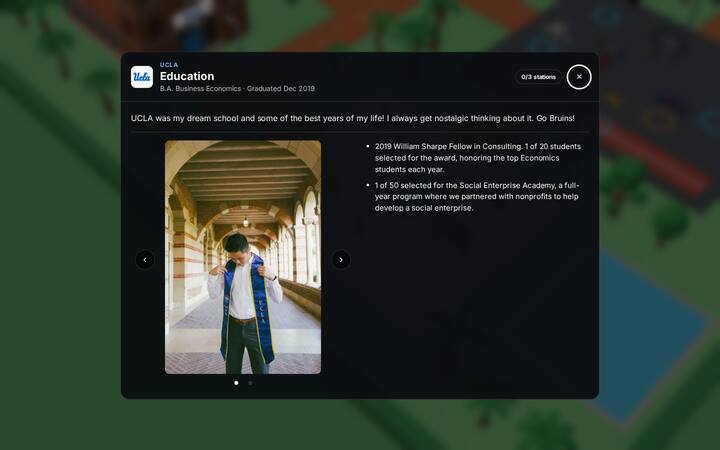 UCLA
Ucla
Education
B.A. Business Economics · Graduated Dec 2019
0/3 stations
×
UCLA was my dream school and some of the best years of my life! I always get nostalgic thinking about it. Go Bruins!
• 2019 William Sharpe Fellow in Consulting. 1 of 20 students
selected for the award, honoring the top Economics
students each year.
• 1 of 50 selected for the Social Enterprise Academy, a full-
year program where we partnered with nonprofits to help
develop a social enterprise.
UCLA